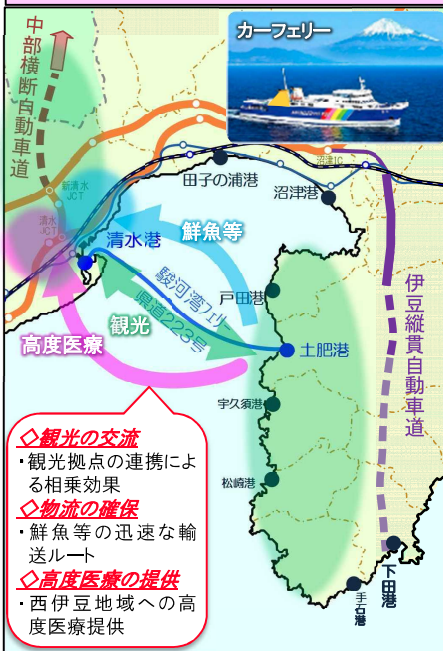 カーフェリー
中部横断自動車道
新清水
JCT
清水
JCT
沼津IC
田子の浦港
沼津港
清水港
鮮魚等
戸田港
駿河湾フェリー
県道223号
観光
高度医療
土肥港
伊豆縦貫自動車道
宇久須港
松崎港
下田港
手石港
◇観光の交流
・観光拠点の連携によ
る相乗効果
◇物流の確保
・鮮魚等の迅速な輸
送ルート
◇高度医療の提供
・西伊豆地域への高
度医療提供